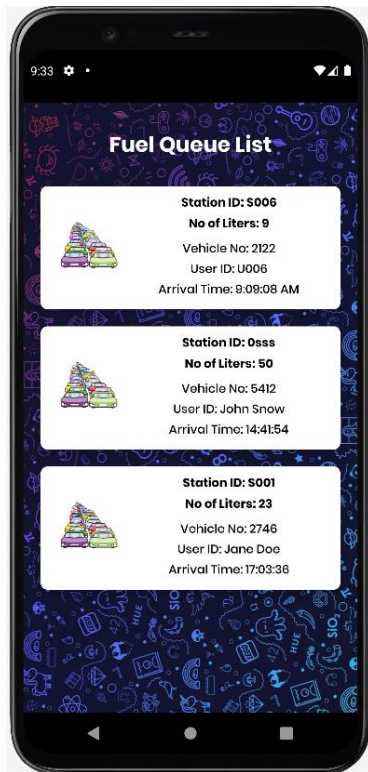 9:33
Fuel Queue List
Station ID: S006
No of Liters: 9
Vehicle No: 2122
User ID: U006
Arrival Time: 9:09:08 AM
Station ID: 0sss
No of Liters: 50
Vehicle No: 5412
User ID: John Snow
Arrival Time: 14:41:54
Station ID: S001
No of Liters: 23
Vehicle No: 2746
User ID: Jane Doe
Arrival Time: 17:03:36
HUE
HUE